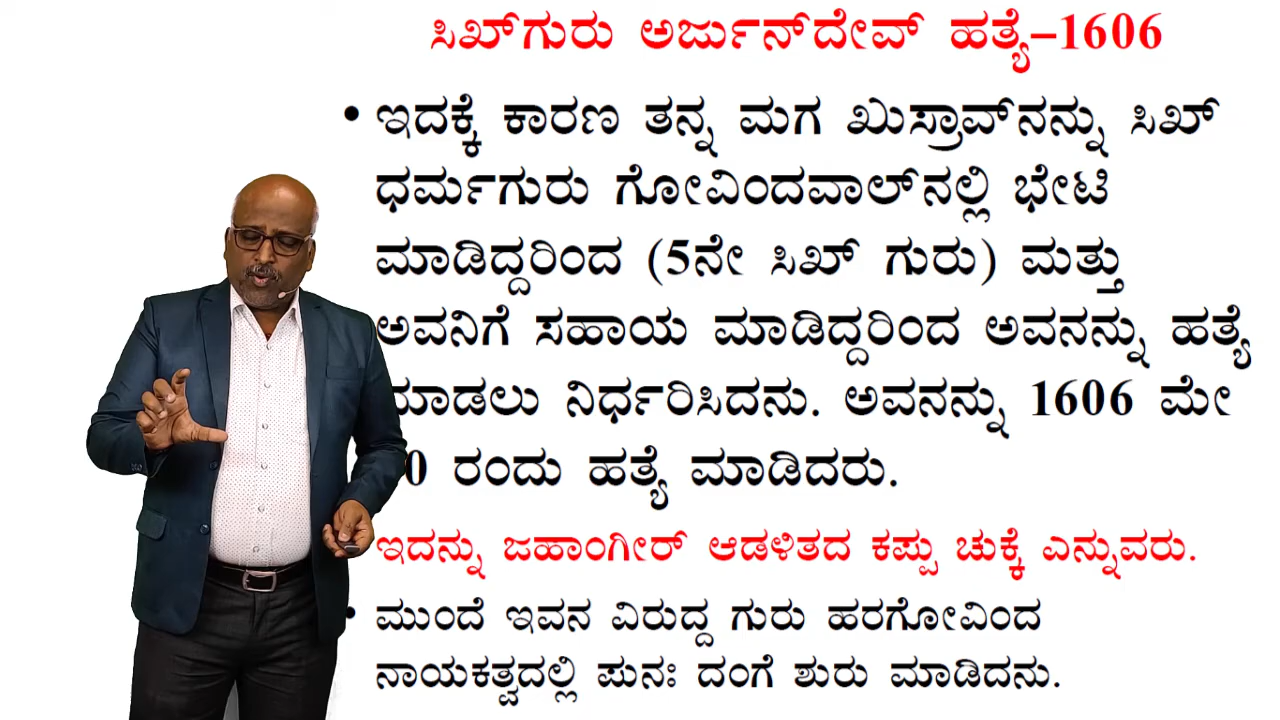 ಸಿಖ್‌ಗುರು ಅರ್ಜುನ್‌ದೇವ್ ಹತ್ಯೆ–1606
• ಇದಕ್ಕೆ ಕಾರಣ ತನ್ನ ಮಗ ಖುಸ್ರಾವ್‌ನನ್ನು ಸಿಖ್
ಧರ್ಮಗುರು ಗೋವಿಂದವಾಲ್‌ನಲ್ಲಿ ಭೇಟಿ
ಮಾಡಿದ್ದರಿಂದ (5ನೇ ಸಿಖ್ ಗುರು) ಮತ್ತು
ಅವನಿಗೆ ಸಹಾಯ ಮಾಡಿದ್ದರಿಂದ ಅವನನ್ನು ಹತ್ಯೆ
ಮಾಡಲು ನಿರ್ಧರಿಸಿದನು. ಅವನನ್ನು 1606 ಮೇ
ರಂದು ಹತ್ಯೆ ಮಾಡಿದರು.
ಇದನ್ನು ಜಹಾಂಗೀರ್ ಆಡಳಿತದ ಕಪ್ಪು ಚುಕ್ಕೆ ಎನ್ನುವರು.
• ಮುಂದೆ ಇವನ ವಿರುದ್ದ ಗುರು ಹರಗೋವಿಂದ
ನಾಯಕತ್ವದಲ್ಲಿ ಪುನಃ ದಂಗೆ ಶುರು ಮಾಡಿದನು.